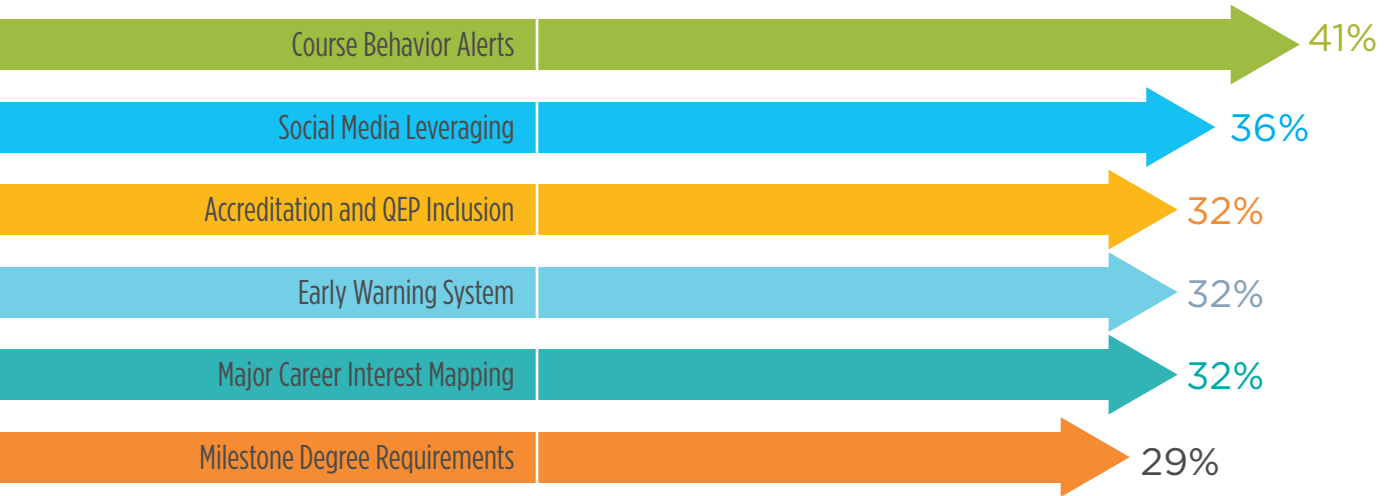 Course Behavior Alerts 41%
Social Media Leveraging 36%
Accreditation and QEP Inclusion 32%
Early Warning System 32%
Major Career Interest Mapping 32%
Milestone Degree Requirements 29%